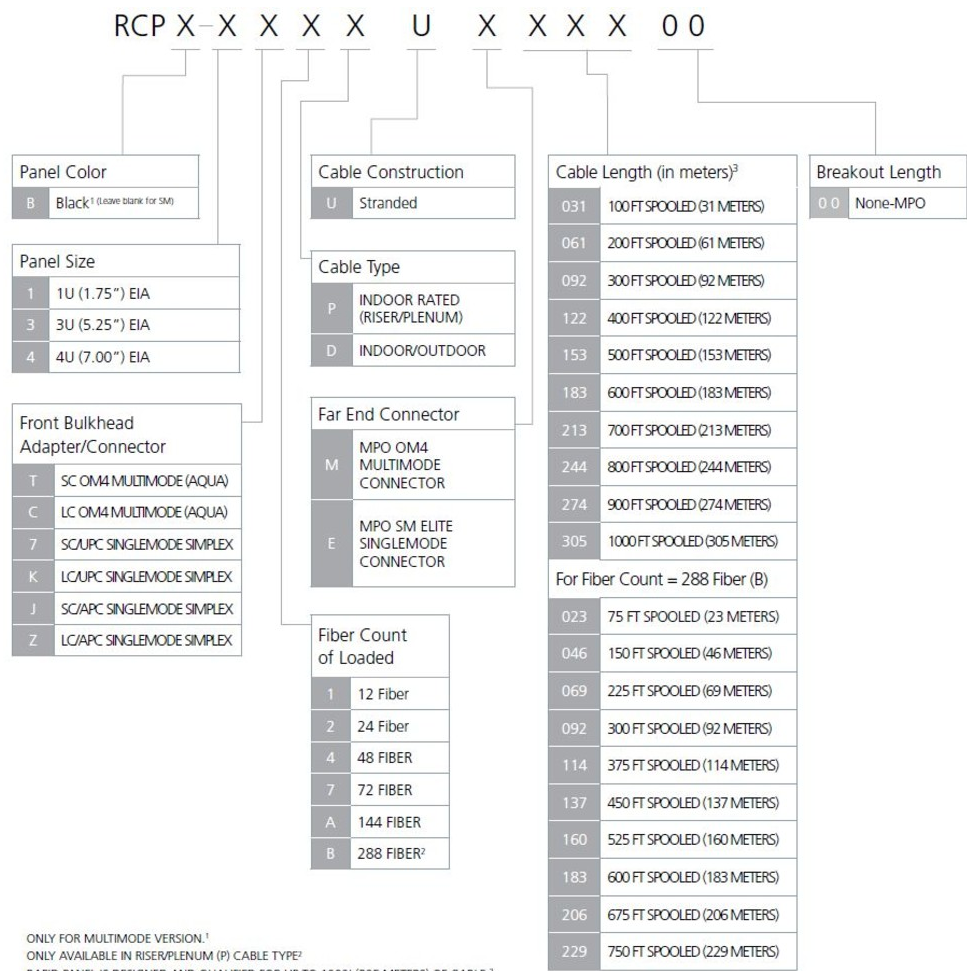 RCP X-X X X X U X X X X 0 0
Panel Color
B Black¹ (Leave blank for SM)
Panel Size
1 1U (1.75”) EIA
3 3U (5.25”) EIA
4 4U (7.00”) EIA
Front Bulkhead
Adapter/Connector
T SC OM4 MULTIMODE (AQUA)
C LC OM4 MULTIMODE (AQUA)
7 SC/UPC SINGLEMODE SIMPLEX
K LC/UPC SINGLEMODE SIMPLEX
J SC/APC SINGLEMODE SIMPLEX
Z LC/APC SINGLEMODE SIMPLEX
Cable Construction
U Stranded
Cable Type
P INDOOR RATED
(RISER/PLENUM)
D INDOOR/OUTDOOR
Far End Connector
M MPO OM4
MULTIMODE
CONNECTOR
E MPO SM ELITE
SINGLEMODE
CONNECTOR
Fiber Count
of Loaded
1 12 Fiber
2 24 Fiber
4 48 FIBER
7 72 FIBER
A 144 FIBER
B 288 FIBER²
Cable Length (in meters)³
031 100 FT SPOOLED (31 METERS)
061 200 FT SPOOLED (61 METERS)
092 300 FT SPOOLED (92 METERS)
122 400 FT SPOOLED (122 METERS)
153 500 FT SPOOLED (153 METERS)
183 600 FT SPOOLED (183 METERS)
213 700 FT SPOOLED (213 METERS)
244 800 FT SPOOLED (244 METERS)
274 900 FT SPOOLED (274 METERS)
305 1000 FT SPOOLED (305 METERS)
For Fiber Count = 288 Fiber (B)
023 75 FT SPOOLED (23 METERS)
046 150 FT SPOOLED (46 METERS)
069 225 FT SPOOLED (69 METERS)
092 300 FT SPOOLED (92 METERS)
114 375 FT SPOOLED (114 METERS)
137 450 FT SPOOLED (137 METERS)
160 525 FT SPOOLED (160 METERS)
183 600 FT SPOOLED (183 METERS)
206 675 FT SPOOLED (206 METERS)
229 750 FT SPOOLED (229 METERS)
Breakout Length
0 0 None-MPO
ONLY FOR MULTIMODE VERSION.¹
ONLY AVAILABLE IN RISER/PLENUM (P) CABLE TYPE²